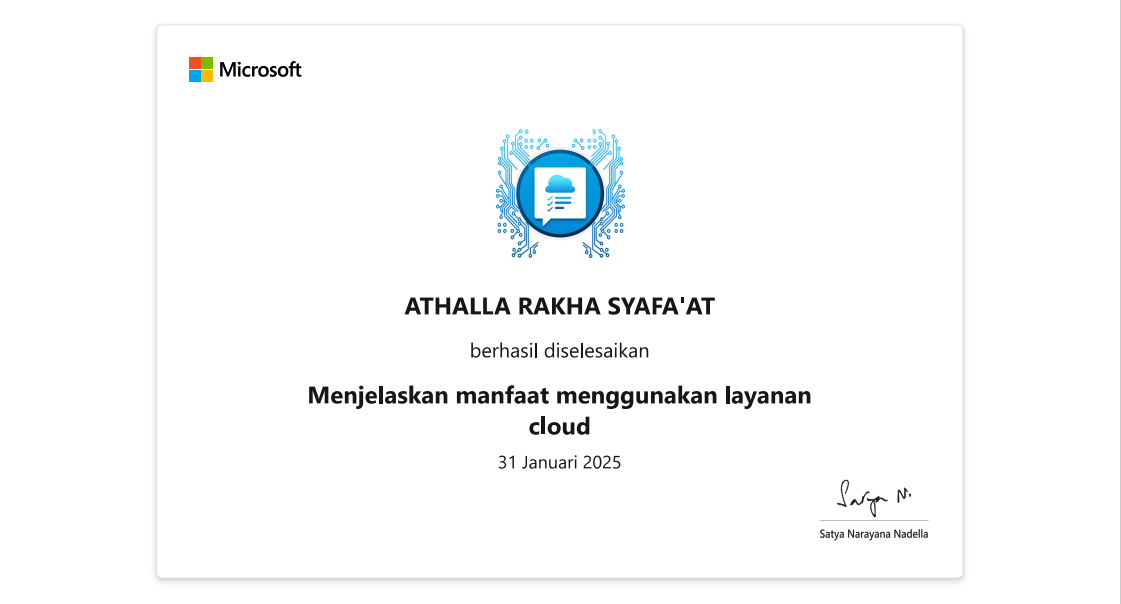 Microsoft
ATHALLA RAKHA SYAFA'AT
berhasil diselesaikan
Menjelaskan manfaat menggunakan layanan
cloud
31 Januari 2025
Satya N.
Satya Narayana Nadella